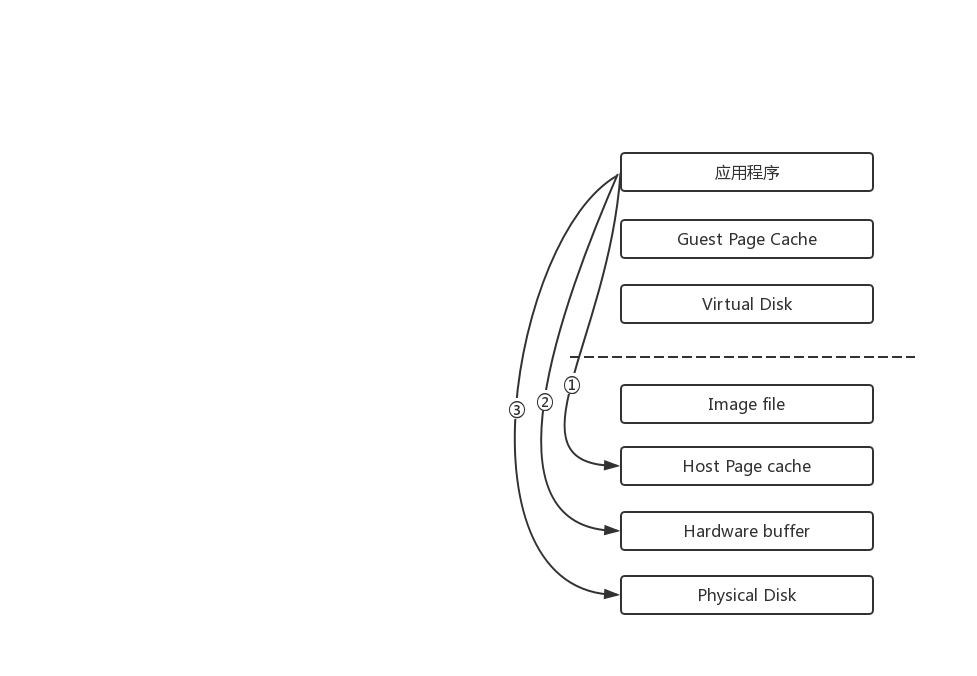 应用程序
Guest Page Cache
Virtual Disk
①
Image file
②
③
Host Page cache
Hardware buffer
Physical Disk